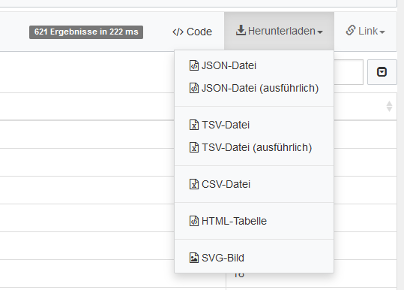 621 Ergebnisse in 222 ms
</> Code
Herunterladen
Link
JSON-Datei
JSON-Datei (ausführlich)
TSV-Datei
TSV-Datei (ausführlich)
CSV-Datei
HTML-Tabelle
SVG-Bild